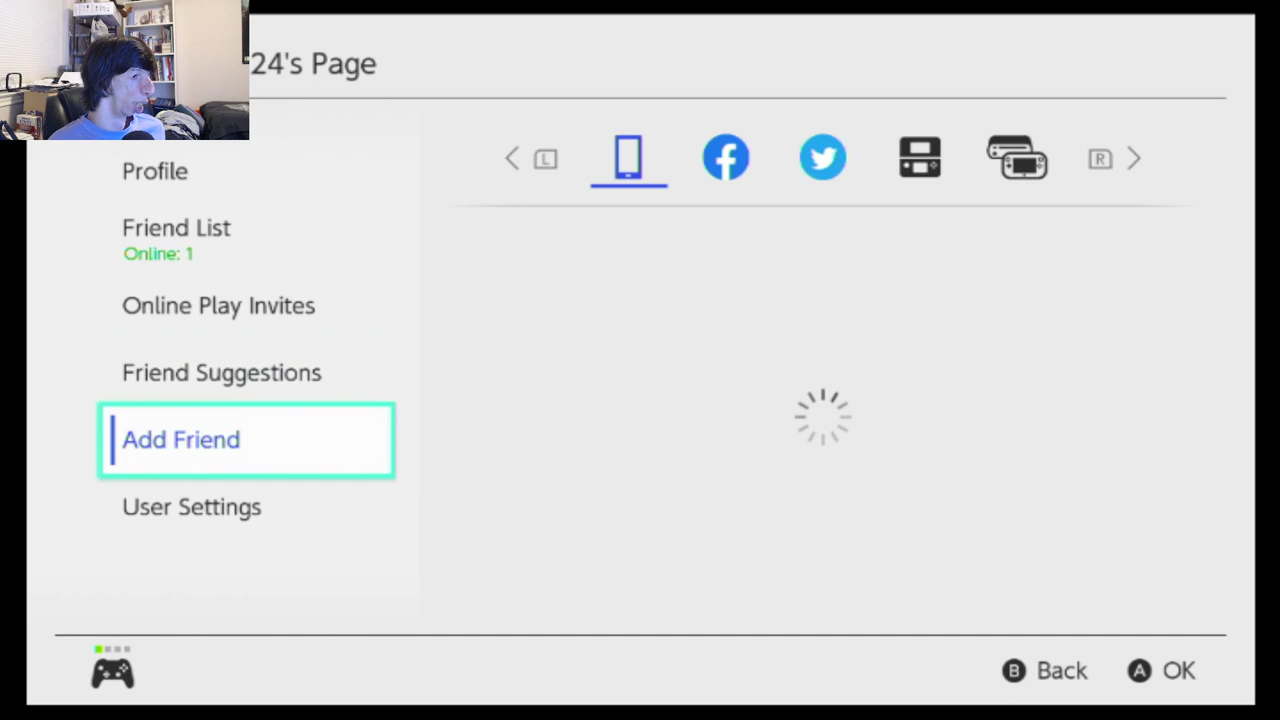 24's Page
Profile
Friend List
Online: 1
Online Play Invites
Friend Suggestions
Add Friend
User Settings
L
R
B Back
A OK